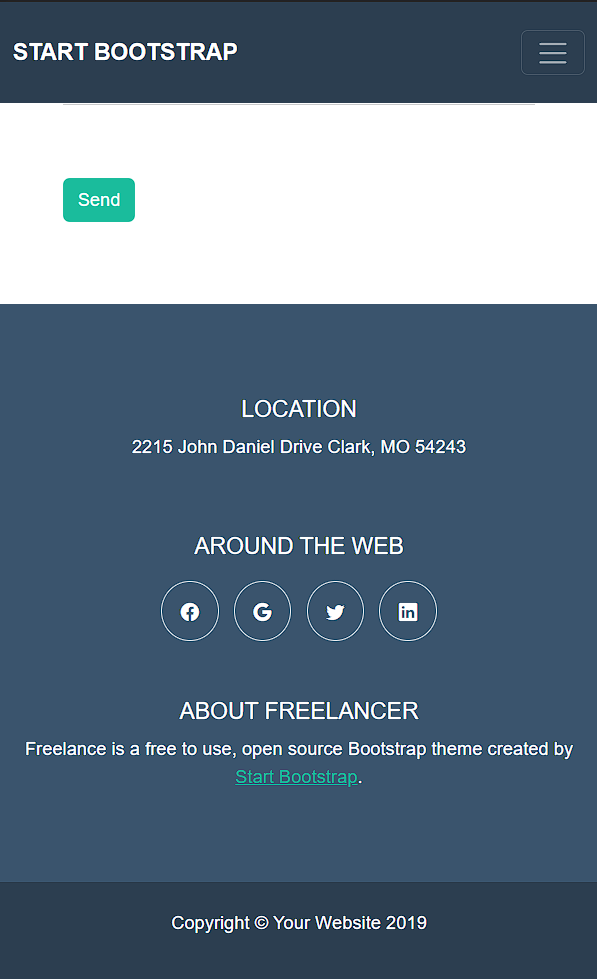 START BOOTSTRAP
Send
LOCATION
2215 John Daniel Drive Clark, MO 54243
AROUND THE WEB
ABOUT FREELANCER
Freelance is a free to use, open source Bootstrap theme created by
Start Bootstrap.
Copyright © Your Website 2019